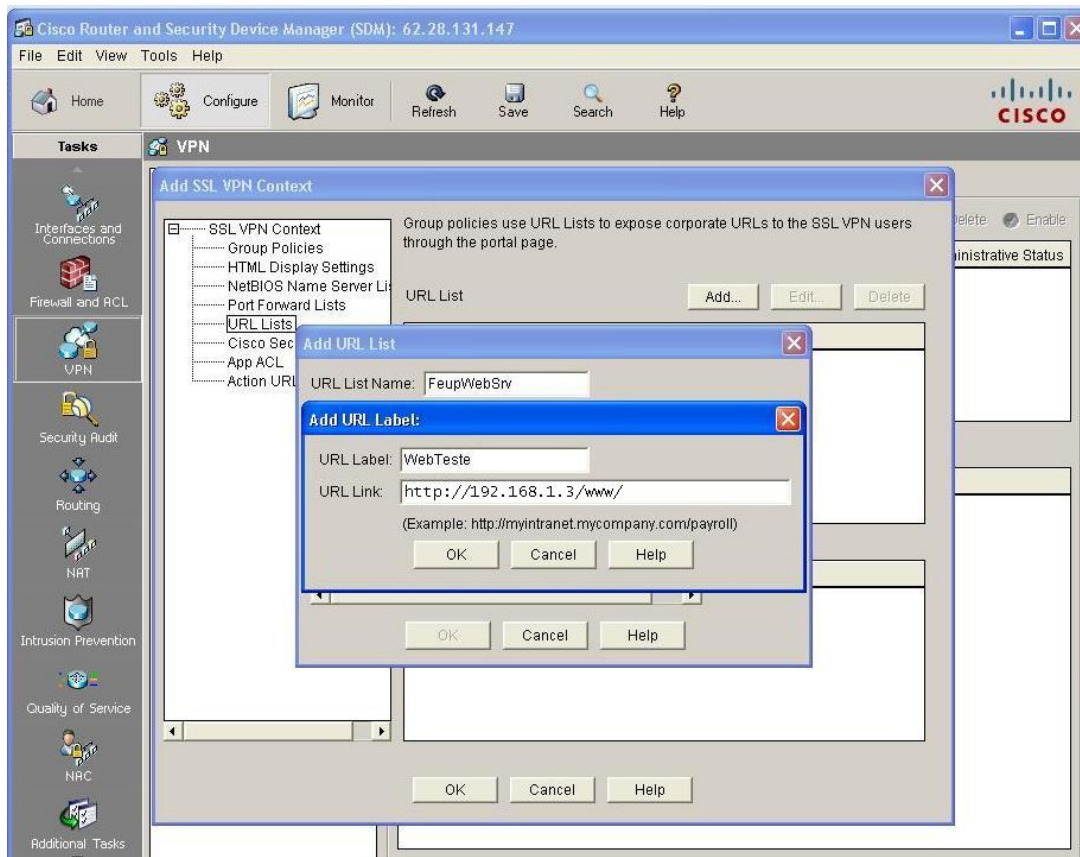 Cisco Router and Security Device Manager (SDM): 62.28.131.147
File Edit View Tools Help
Home
Configure
Monitor
Refresh
Save
Search
Help
CISCO
Tasks
VPN
Interfaces and
Connections
Firewall and ACL
VPN
Security Audit
Routing
NAT
Intrusion Prevention
Quality of Service
NAC
Additional Tasks
Add SSL VPN Context
elete
Enable
inistrative Status
SSL VPN Context
Group Policies
HTML Display Settings
NetBIOS Name Server Li
Port Forward Lists
URL Lists
Cisco Sec
App ACL
Action URL
Group policies use URL Lists to expose corporate URLs to the SSL VPN users
through the portal page.
URL List
Add...
Edit...
Delete
Add URL List
URL List Name: FeupWebSrv
Add URL Label:
URL Label: WebTeste
URL Link: http://192.168.1.3/www/
(Example: http://myintranet.mycompany.com/payroll)
OK Cancel Help
OK Cancel Help
OK Cancel Help